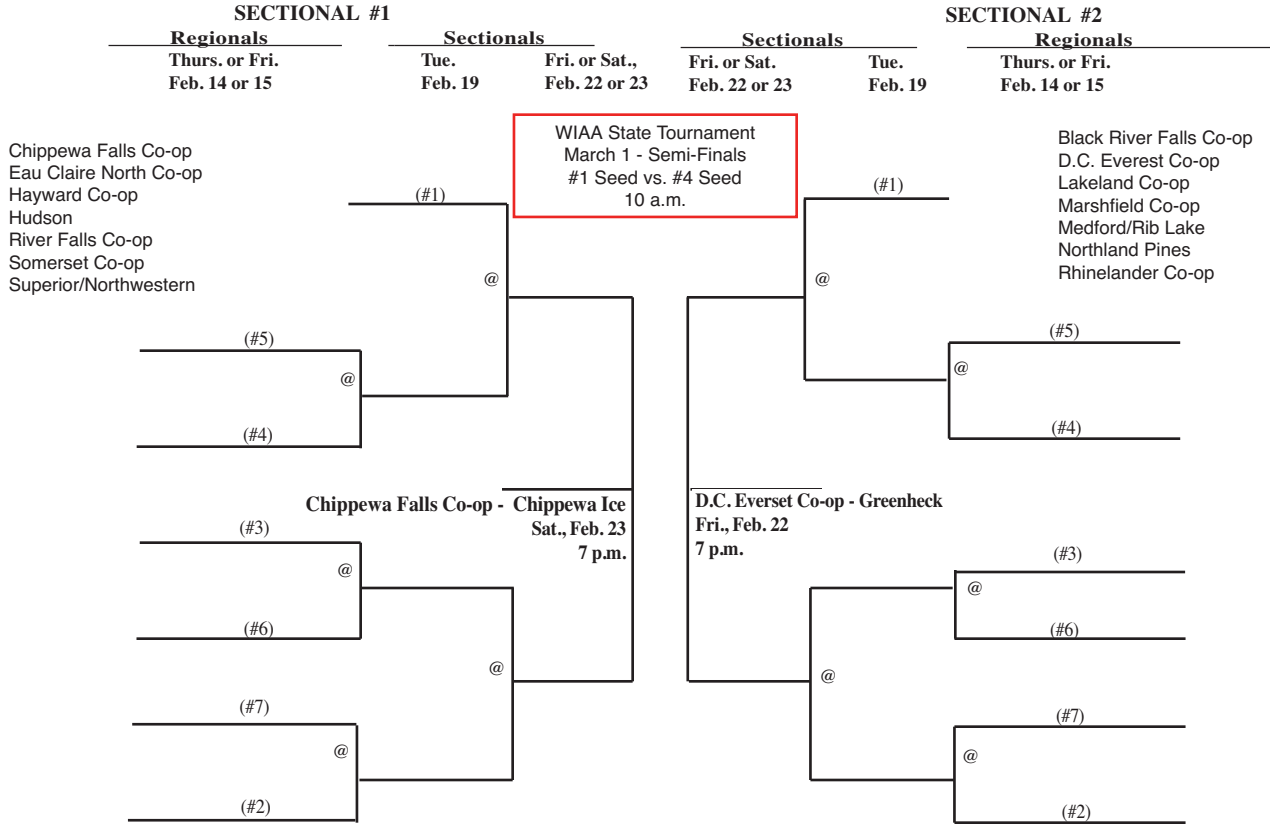 SECTIONAL #1
Regionals
Sectionals
Thurs. or Fri.
Feb. 14 or 15
Tue.
Feb. 19
Fri. or Sat.,
Feb. 22 or 23
SECTIONAL #2
Sectionals
Regionals
Fri. or Sat.
Feb. 22 or 23
Tue.
Feb. 19
Thurs. or Fri.
Feb. 14 or 15
WIAA State Tournament
March 1 - Semi-Finals
#1 Seed vs. #4 Seed
10 a.m.
Chippewa Falls Co-op
Eau Claire North Co-op
Hayward Co-op
Hudson
River Falls Co-op
Somerset Co-op
Superior/Northwestern
(#1)
@
(#5)
@
(#4)
Chippewa Falls Co-op - Chippewa Ice
Sat., Feb. 23
7 p.m.
(#3)
@
(#6)
@
(#7)
@
(#2)
Black River Falls Co-op
D.C. Everest Co-op
Lakeland Co-op
Marshfield Co-op
Medford/Rib Lake
Northland Pines
Rhinelander Co-op
(#1)
@
(#5)
@
(#4)
D.C. Everset Co-op - Greenheck
Fri., Feb. 22
7 p.m.
(#3)
@
(#6)
@
(#7)
@
(#2)